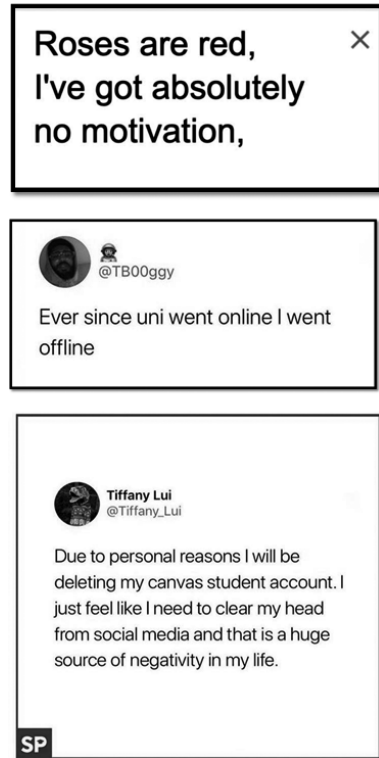 Roses are red,
I've got absolutely
no motivation,
@TB00ggy
Ever since uni went online I went
offline
Tiffany Lui
@Tiffany_Lui
Due to personal reasons I will be
deleting my canvas student account. I
just feel like I need to clear my head
from social media and that is a huge
source of negativity in my life.
SP